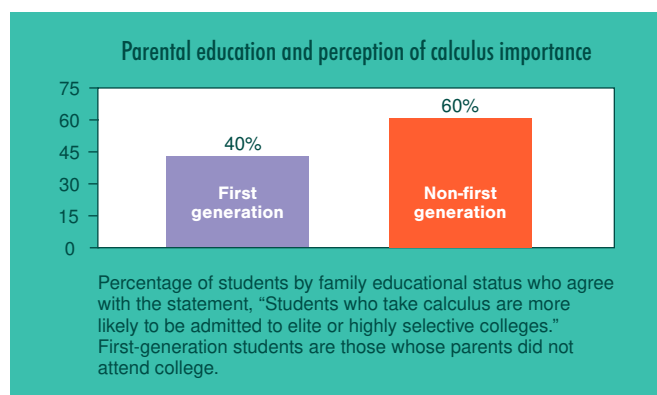 Parental education and perception of calculus importance
75
60
45
30
15
0
40%
60%
First
generation
Non-first
generation
Percentage of students by family educational status who agree
with the statement, “Students who take calculus are more
likely to be admitted to elite or highly selective colleges.”
First-generation students are those whose parents did not
attend college.